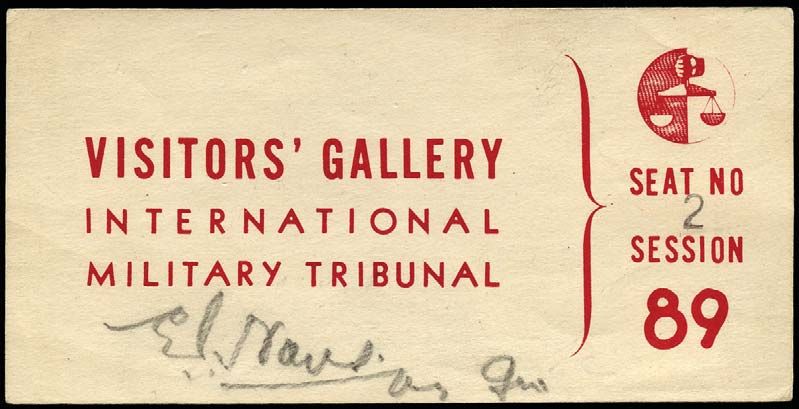 VISITORS' GALLERY
INTERNATIONAL
MILITARY TRIBUNAL
SEAT NO
2
SESSION
89